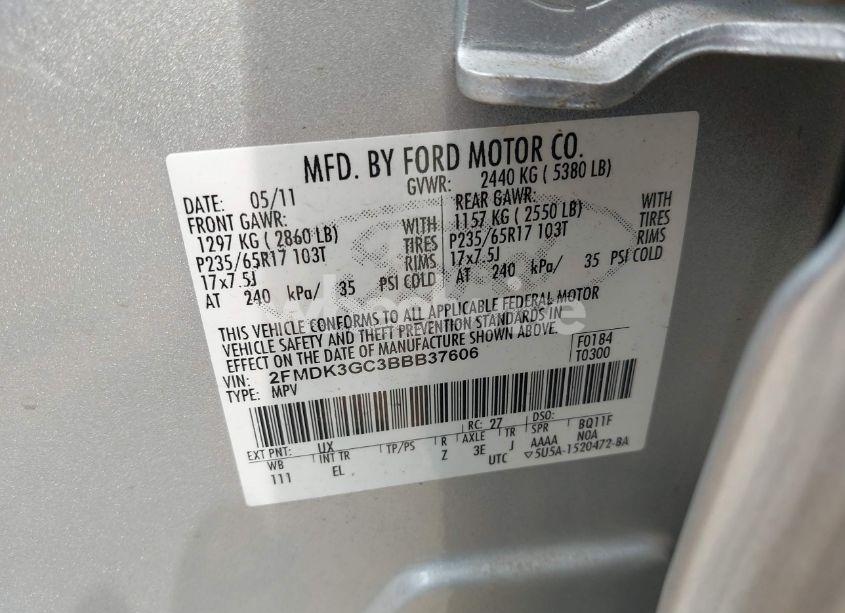 MFD. BY FORD MOTOR CO.
DATE: 05/11 GVWR: 2440 KG ( 5380 LB)
FRONT GAWR: REAR GAWR:
1297 KG ( 2860 LB) WITH 1157 KG ( 2550 LB) WITH
P235/65R17 103T TIRES P235/65R17 103T TIRES
17x7.5J RIMS 17x7.5J RIMS
AT 240 kPa/ 35 PSI COLD AT 240 kPa/ 35 PSI COLD
THIS VEHICLE CONFORMS TO ALL APPLICABLE FEDERAL MOTOR
VEHICLE SAFETY AND THEFT PREVENTION STANDARDS IN
EFFECT ON THE DATE OF MANUFACTURE SHOWN ABOVE.
VIN: 2FMDK3GC3BBB37606 F0184
TYPE: MPV T0300
EXT PNT: UX RC: 27 DSO: BQ11F
WB INT TR TP/PS R AXLE TR SPR N0A
111 EL Z 3E J AAAA
UTC ▽5U5A-1520472-BA